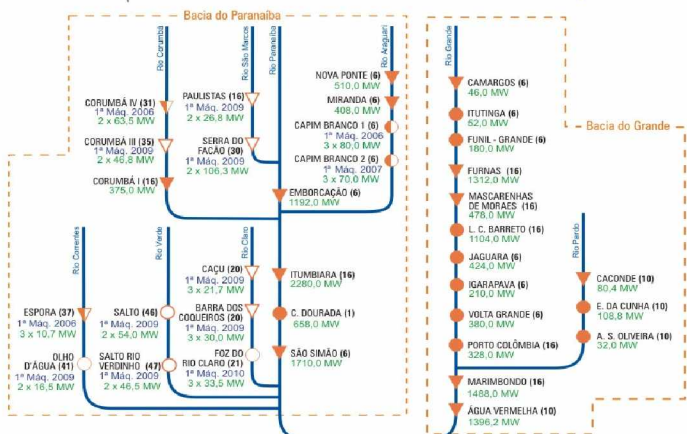 Bacia do Paranaíba
Rio Corumbá
Rio São Marcos
Rio Paranaíba
Rio Araguari
CORUMBÁ IV (31)
1ª Máq. 2006
2 x 63,5 MW
CORUMBÁ III (35)
1ª Máq. 2009
2 x 46,8 MW
CORUMBÁ I (16)
375,0 MW
PAULISTAS (16)
1ª Máq. 2009
2 x 26,8 MW
SERRA DO
FACÃO (30)
1ª Máq. 2009
2 x 106,3 MW
NOVA PONTE (6)
510,0 MW
MIRANDA (6)
408,0 MW
CAPIM BRANCO 1 (6)
1ª Máq. 2006
3 x 80,0 MW
CAPIM BRANCO 2 (6)
1ª Máq. 2007
3 x 70,0 MW
EMBORCAÇÃO (6)
1192,0 MW
Rio Correntes
Rio Verde
Rio Claro
ESPORA (37)
1ª Máq. 2006
3 x 10,7 MW
OLHO
D'ÁGUA (41)
1ª Máq. 2009
2 x 16,5 MW
SALTO (46)
1ª Máq. 2009
2 x 54,0 MW
SALTO RIO
VERDINHO (47)
1ª Máq. 2009
2 x 46,5 MW
CAÇU (20)
1ª Máq. 2009
3 x 21,7 MW
BARRA DOS
COQUEIROS (20)
1ª Máq. 2009
3 x 30,0 MW
FOZ DO
RIO CLARO (21)
1ª Máq. 2010
3 x 33,5 MW
ITUMBIARA (16)
2280,0 MW
C. DOURADA (1)
658,0 MW
SÃO SIMÃO (6)
1710,0 MW
Bacia do Grande
Rio Grande
CAMARGOS (6)
46,0 MW
ITUTINGA (6)
52,0 MW
FUNIL - GRANDE (6)
180,0 MW
FURNAS (16)
1312,0 MW
MASCARENHAS
DE MORAES (16)
478,0 MW
L. C. BARRETO (16)
1104,0 MW
JAGUARA (6)
424,0 MW
IGARAPAVA (6)
210,0 MW
VOLTA GRANDE (6)
380,0 MW
PORTO COLÔMBIA (16)
328,0 MW
Rio Pardo
CACONDE (10)
80,4 MW
E. DA CUNHA (10)
108,8 MW
A. S. OLIVEIRA (10)
32,0 MW
MARIMBONDO (16)
1488,0 MW
ÁGUA VERMELHA (10)
1396,2 MW